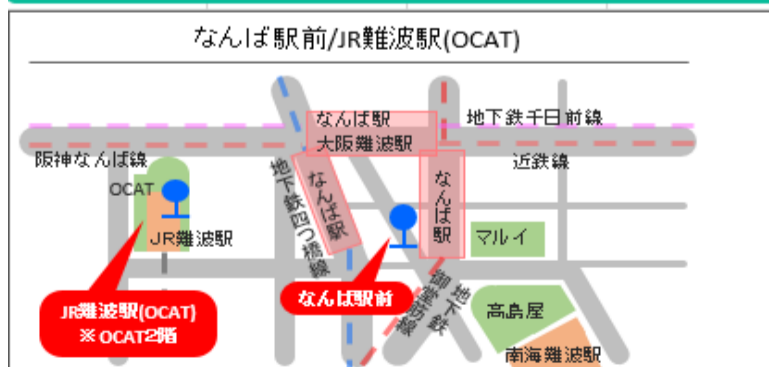 なんば駅前/JR難波駅(OCAT)
なんば駅
大阪難波駅
地下鉄千日前線
阪神なんば線
近鉄線
OCAT
JR難波駅
地下鉄四つ橋線
なんば駅
なんば駅
マルイ
なんば駅前
地下鉄
御堂筋線
JR難波駅(OCAT)
※OCAT2階
高島屋
南海難波駅